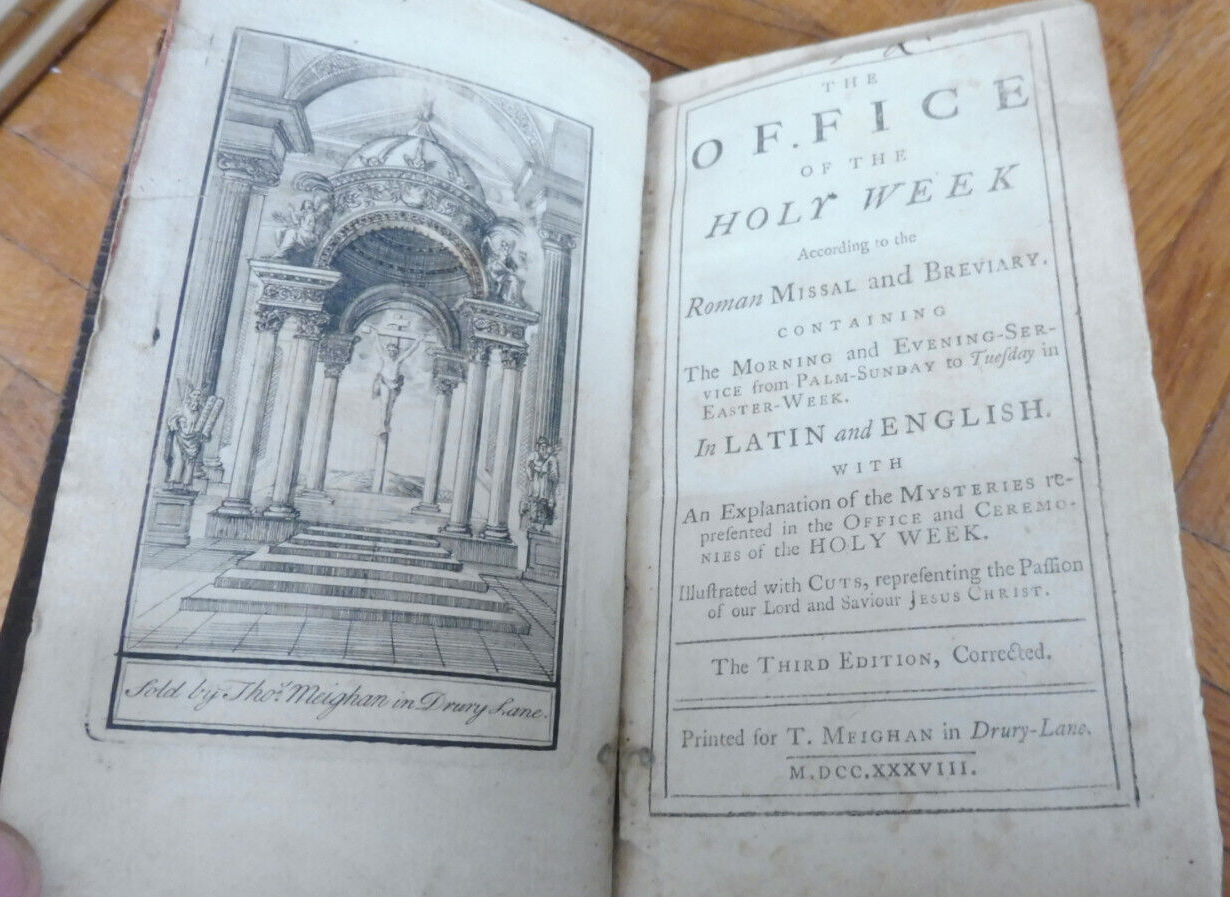 Sold by Tho.s Meighan in Drury Lane.
THE
OF.FICE
OF THE
HOLY WEEK
According to the
Roman MISSAL and BREVIARY.
CONTAINING
The MORNING and EVENING-SER-
VICE from PALM-SUNDAY to Tueſday in
EASTER-WEEK.
In LATIN and ENGLISH.
WITH
An Explanation of the MYSTERIES re-
preſented in the OFFICE and CEREMO-
NIES of the HOLY WEEK.
Illuſtrated with CUTS, repreſenting the Paſſion
of our Lord and Saviour JESUS CHRIST.
The THIRD EDITION, Corrected.
Printed for T. MEIGHAN in Drury-Lane.
M.DCC.XXXVIII.